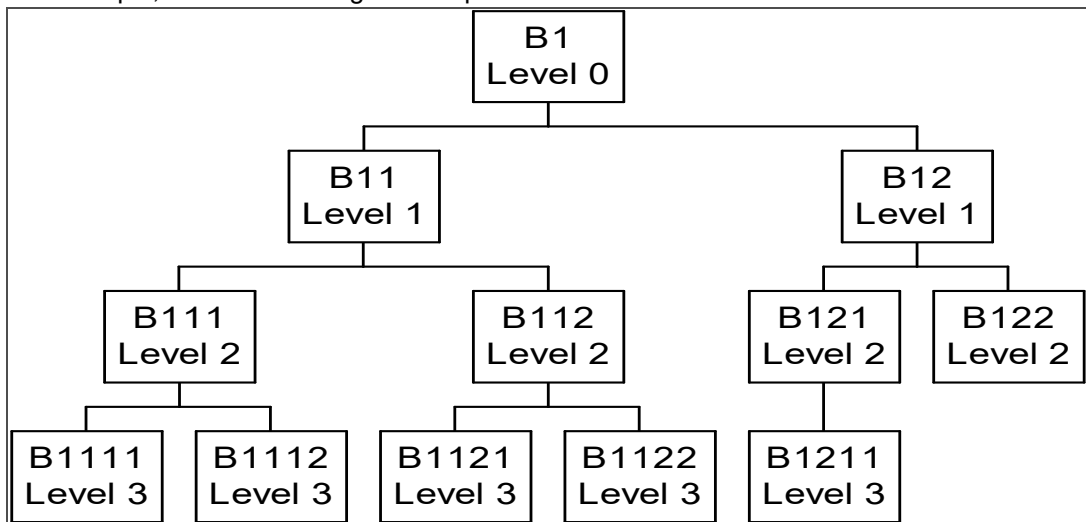 B1
Level 0
B11
Level 1
B12
Level 1
B111
Level 2
B112
Level 2
B121
Level 2
B122
Level 2
B1111
Level 3
B1112
Level 3
B1121
Level 3
B1122
Level 3
B1211
Level 3